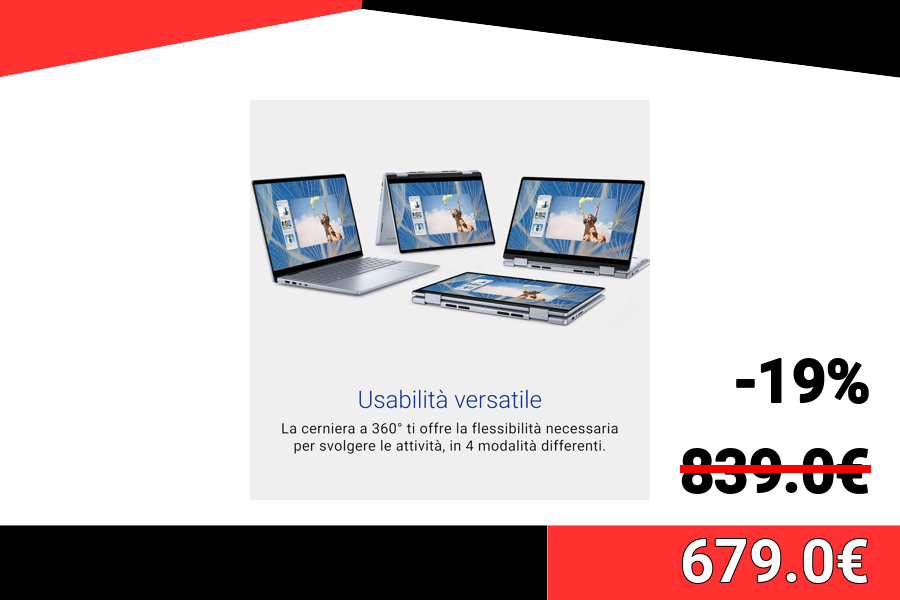 Usabilità versatile
La cerniera a 360° ti offre la flessibilità necessaria
per svolgere le attività, in 4 modalità differenti.
-19%
839.0€
679.0€